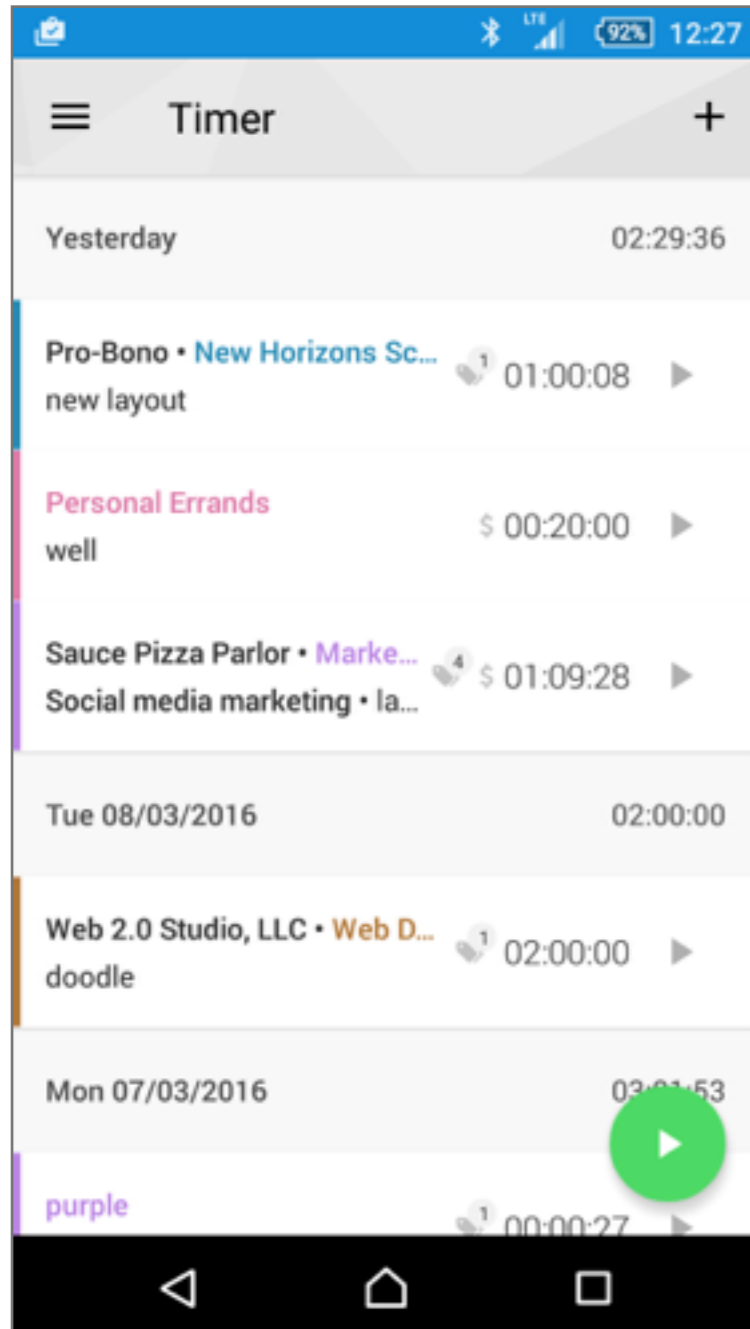 LTE
92% 12:27
Timer
Yesterday 02:29:36
Pro-Bono • New Horizons Sc... 1 01:00:08
new layout
Personal Errands $ 00:20:00
well
Sauce Pizza Parlor • Marke... 4 $ 01:09:28
Social media marketing • la...
Tue 08/03/2016 02:00:00
Web 2.0 Studio, LLC • Web D... 1 02:00:00
doodle
Mon 07/03/2016
purple 1 00:00:27